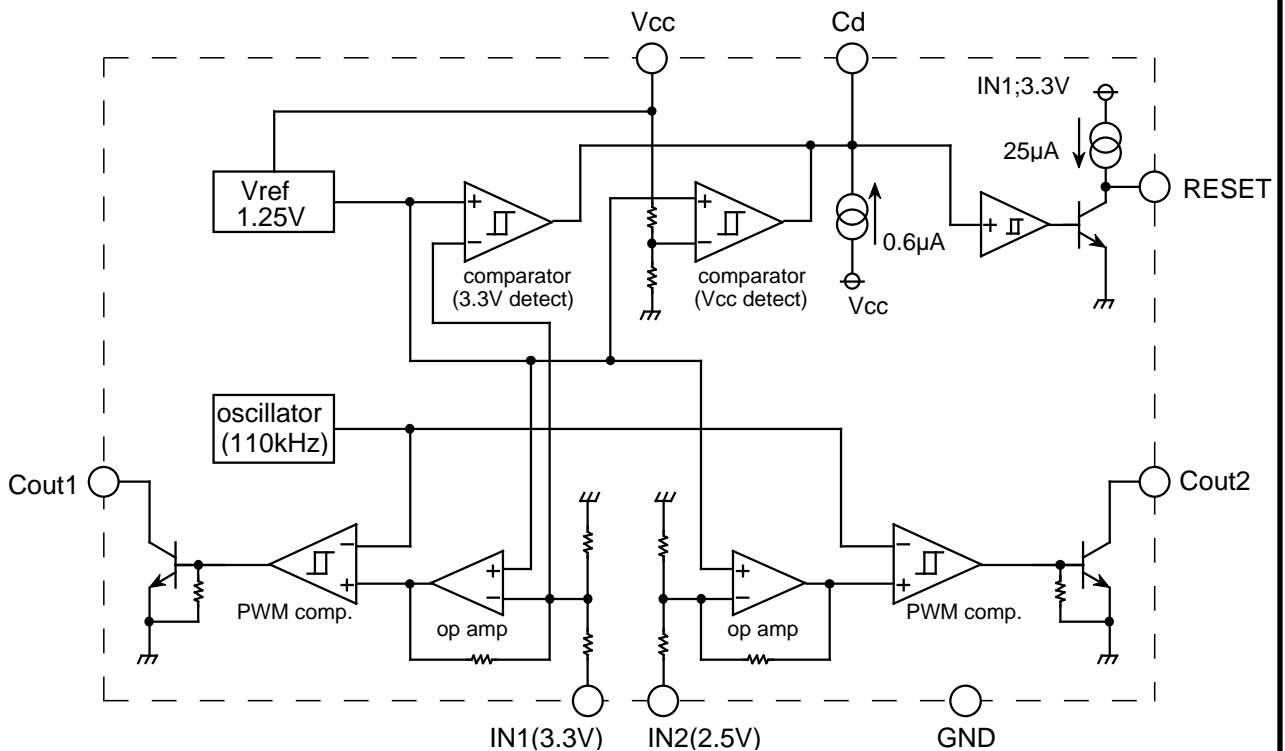 Vcc
Cd
IN1;3.3V
25µA
RESET
Vref
1.25V
+
−
+
−
+
0.6µA
Vcc
comparator
(3.3V detect)
comparator
(Vcc detect)
oscillator
(110kHz)
Cout1
Cout2
−
+
+
−
+
−
−
+
PWM comp.
op amp
op amp
PWM comp.
IN1(3.3V)
IN2(2.5V)
GND